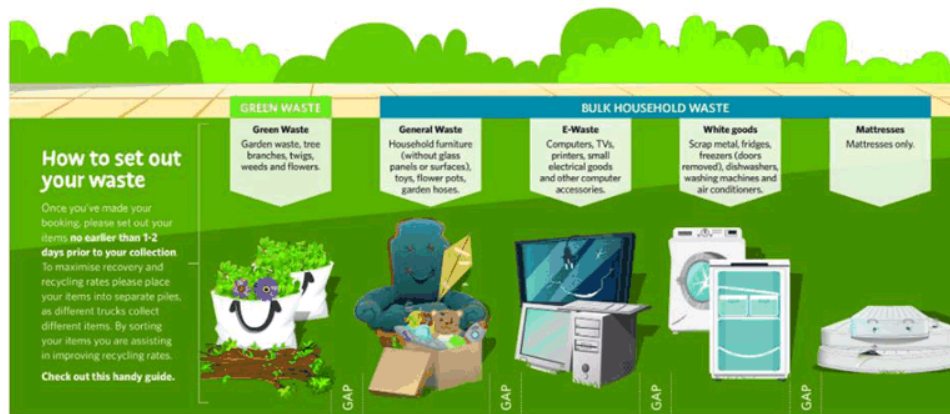 GREEN WASTE
BULK HOUSEHOLD WASTE
How to set out
your waste
Once you've made your
booking, please set out your
items no earlier than 1-2
days prior to your collection.
To maximise recovery and
recycling rates please place
your items into separate piles,
as different trucks collect
different items. By sorting
your items you are assisting
in improving recycling rates.
Check out this handy guide.
Green Waste
Garden waste, tree
branches, twigs,
weeds and flowers.
General Waste
Household furniture
(without glass
panels or surfaces),
toys, flower pots,
garden hoses.
E-Waste
Computers, TVs,
printers, small
electrical goods
and other computer
accessories.
White goods
Scrap metal, fridges,
freezers (doors
removed), dishwashers,
washing machines and
air conditioners.
Mattresses
Mattresses only.
GAP
GAP
GAP
GAP